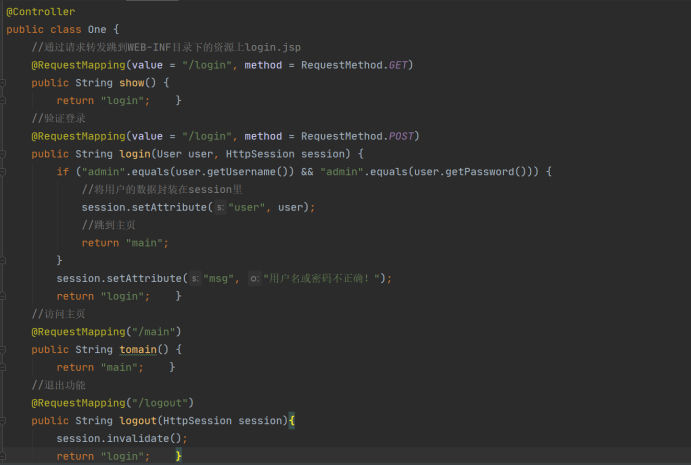 @Controller
public class One {
//通过请求转发跳到WEB-INF目录下的资源上login.jsp
@RequestMapping(value = "/login", method = RequestMethod.GET)
public String show() {
return "login";    }
//验证登录
@RequestMapping(value = "/login", method = RequestMethod.POST)
public String login(User user, HttpSession session) {
if ("admin".equals(user.getUsername()) && "admin".equals(user.getPassword())) {
//将用户的数据封装在session里
session.setAttribute( s: "user", user);
//跳到主页
return "main";
}
session.setAttribute( s: "msg", o: "用户名或密码不正确!");
return "login";    }
//访问主页
@RequestMapping("/main")
public String tomain() {
return "main";    }
//退出功能
@RequestMapping("/logout")
public String logout(HttpSession session){
session.invalidate();
return "login";    }